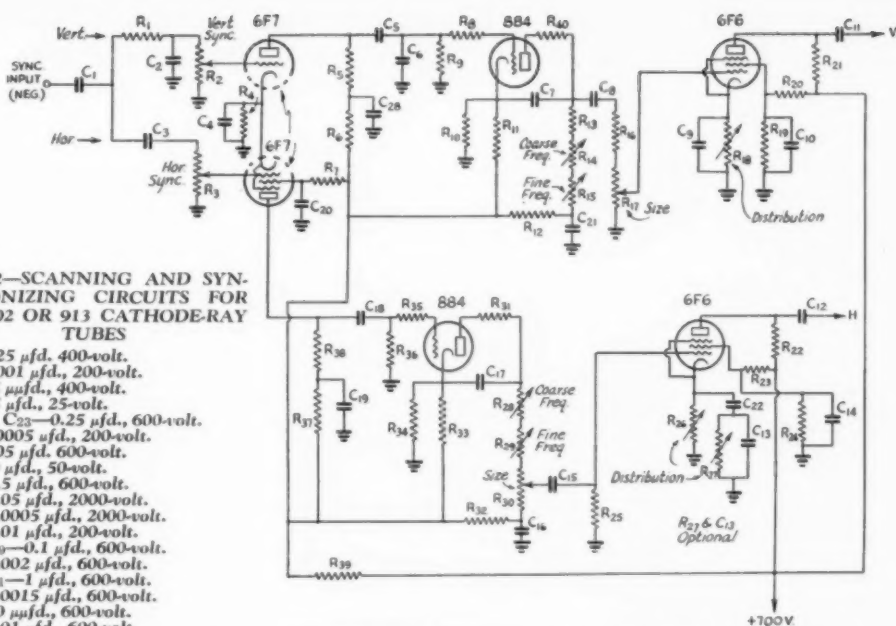 Vert.
R1
Vert Sync.
6F7
C5
R8
884
R40
6F6
C11
V
SYNC. INPUT (NEG.)
C1
C2
R2
R4
C4
R5
C6
R9
C28
R6
R10
R11
C7
C8
R13
R16
Coarse Freq.
R14
Fine Freq.
R15
R17
Size
R12
C21
R21
R20
C9
R18
R19
C10
Distribution
Hor
C3
6F7
Hor Sync.
R3
R7
C20
2—SCANNING AND SYN-
ONIZING CIRCUITS FOR
02 OR 913 CATHODE-RAY
TUBES
25 µfd. 400-volt.
001 µfd., 200-volt.
µµfd., 400-volt.
µfd., 25-volt.
C23—0.25 µfd., 600-volt.
0005 µfd., 200-volt.
05 µfd. 600-volt.
µfd., 50-volt.
5 µfd., 600-volt.
05 µfd., 2000-volt.
0005 µfd., 2000-volt.
01 µfd., 200-volt.
—0.1 µfd., 600-volt.
002 µfd., 600-volt.
—1 µfd., 600-volt.
0015 µfd., 600-volt.
0 µµfd., 600-volt.
01 µfd., 600-volt.
C18
R35
884
R31
6F6
C12
H
R38
R36
R22
C17
R28
Coarse Freq.
R23
C19
R37
R34
R33
R29
Fine Freq.
Size
R30
C15
R26
C22
R27
C13
R24
C14
Distribution
R32
C16
R25
R27 & C13
Optional
R39
+700V.